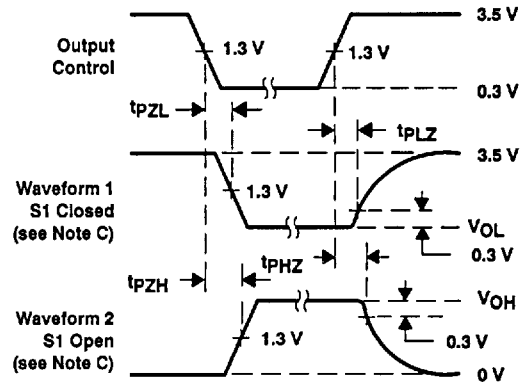 3.5 V
Output
Control
1.3 V
1.3 V
0.3 V
tPZL
tPLZ
3.5 V
Waveform 1
S1 Closed
(see Note C)
1.3 V
VOL
0.3 V
tPHZ
tPZH
VOH
Waveform 2
S1 Open
(see Note C)
1.3 V
0.3 V
0 V